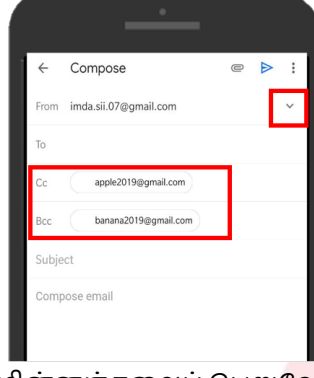 Compose
From imda.sii.07@gmail.com
To
Cc apple2019@gmail.com
Bcc banana2019@gmail.com
Subject
Compose email